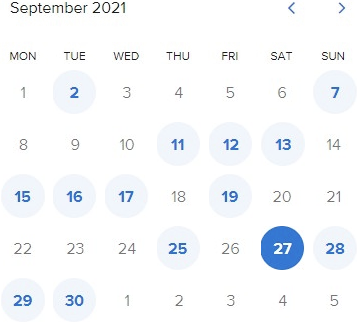 September 2021
MON TUE WED THU FRI SAT SUN
1 2 3 4 5 6 7
8 9 10 11 12 13 14
15 16 17 18 19 20 21
22 23 24 25 26 27 28
29 30 1 2 3 4 5